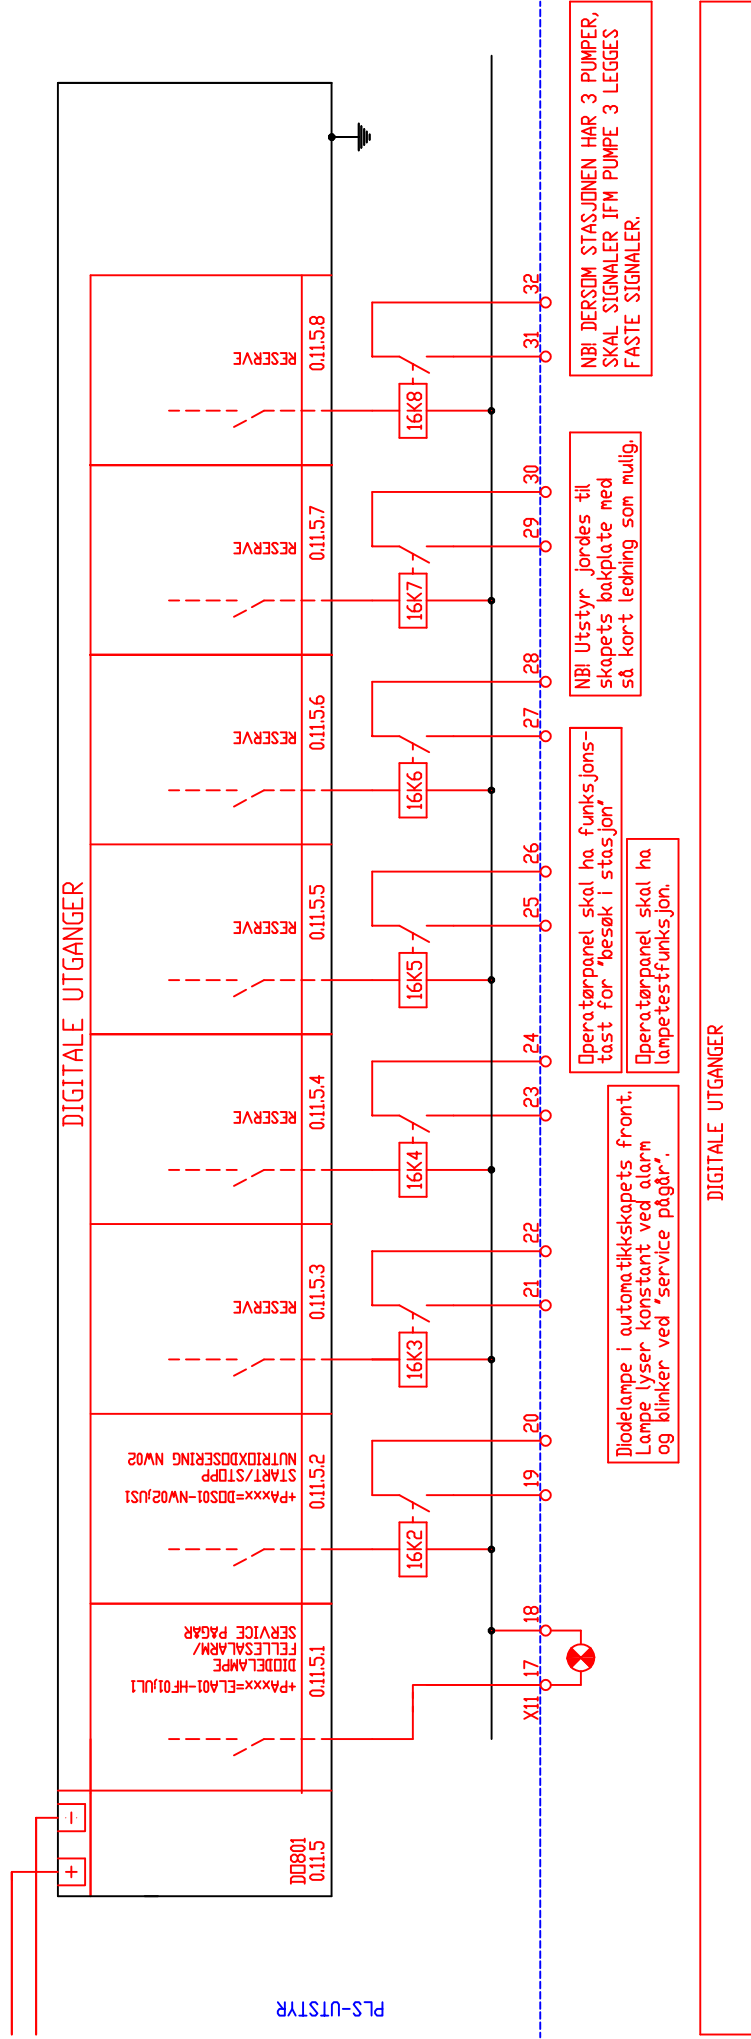 DIGITALE UTGANGER
+
-
DO801
0.11.5
+PAxxx=ELA01-HF01;UL1
DIODELAMPE
FELLESALARM/
SERVICE PÅGÅR
0.11.5.1
+PAxxx=DOS01-NW02;US1
START/STOPP
NUTRIOXDOSERING NW02
0.11.5.2
RESERVE
0.11.5.3
RESERVE
0.11.5.4
RESERVE
0.11.5.5
RESERVE
0.11.5.6
RESERVE
0.11.5.7
RESERVE
0.11.5.8
16K2
16K3
16K4
16K5
16K6
16K7
16K8
X11 17 18 19 20 21 22 23 24 25 26 27 28 29 30 31 32
PLS-UTSTYR
Diodelampe i automatikkskapets front.
Lampe lyser konstant ved alarm
og blinker ved "service pågår".
Operatørpanel skal ha funksjons-
tast for "besøk i stasjon"
Operatørpanel skal ha
lampetestfunksjon.
NB! Utstyr jordes til
skapets bakplate med
så kort ledning som mulig.
NB! DERSOM STASJONEN HAR 3 PUMPER,
SKAL SIGNALER IFM PUMPE 3 LEGGES
FASTE SIGNALER.
DIGITALE UTGANGER